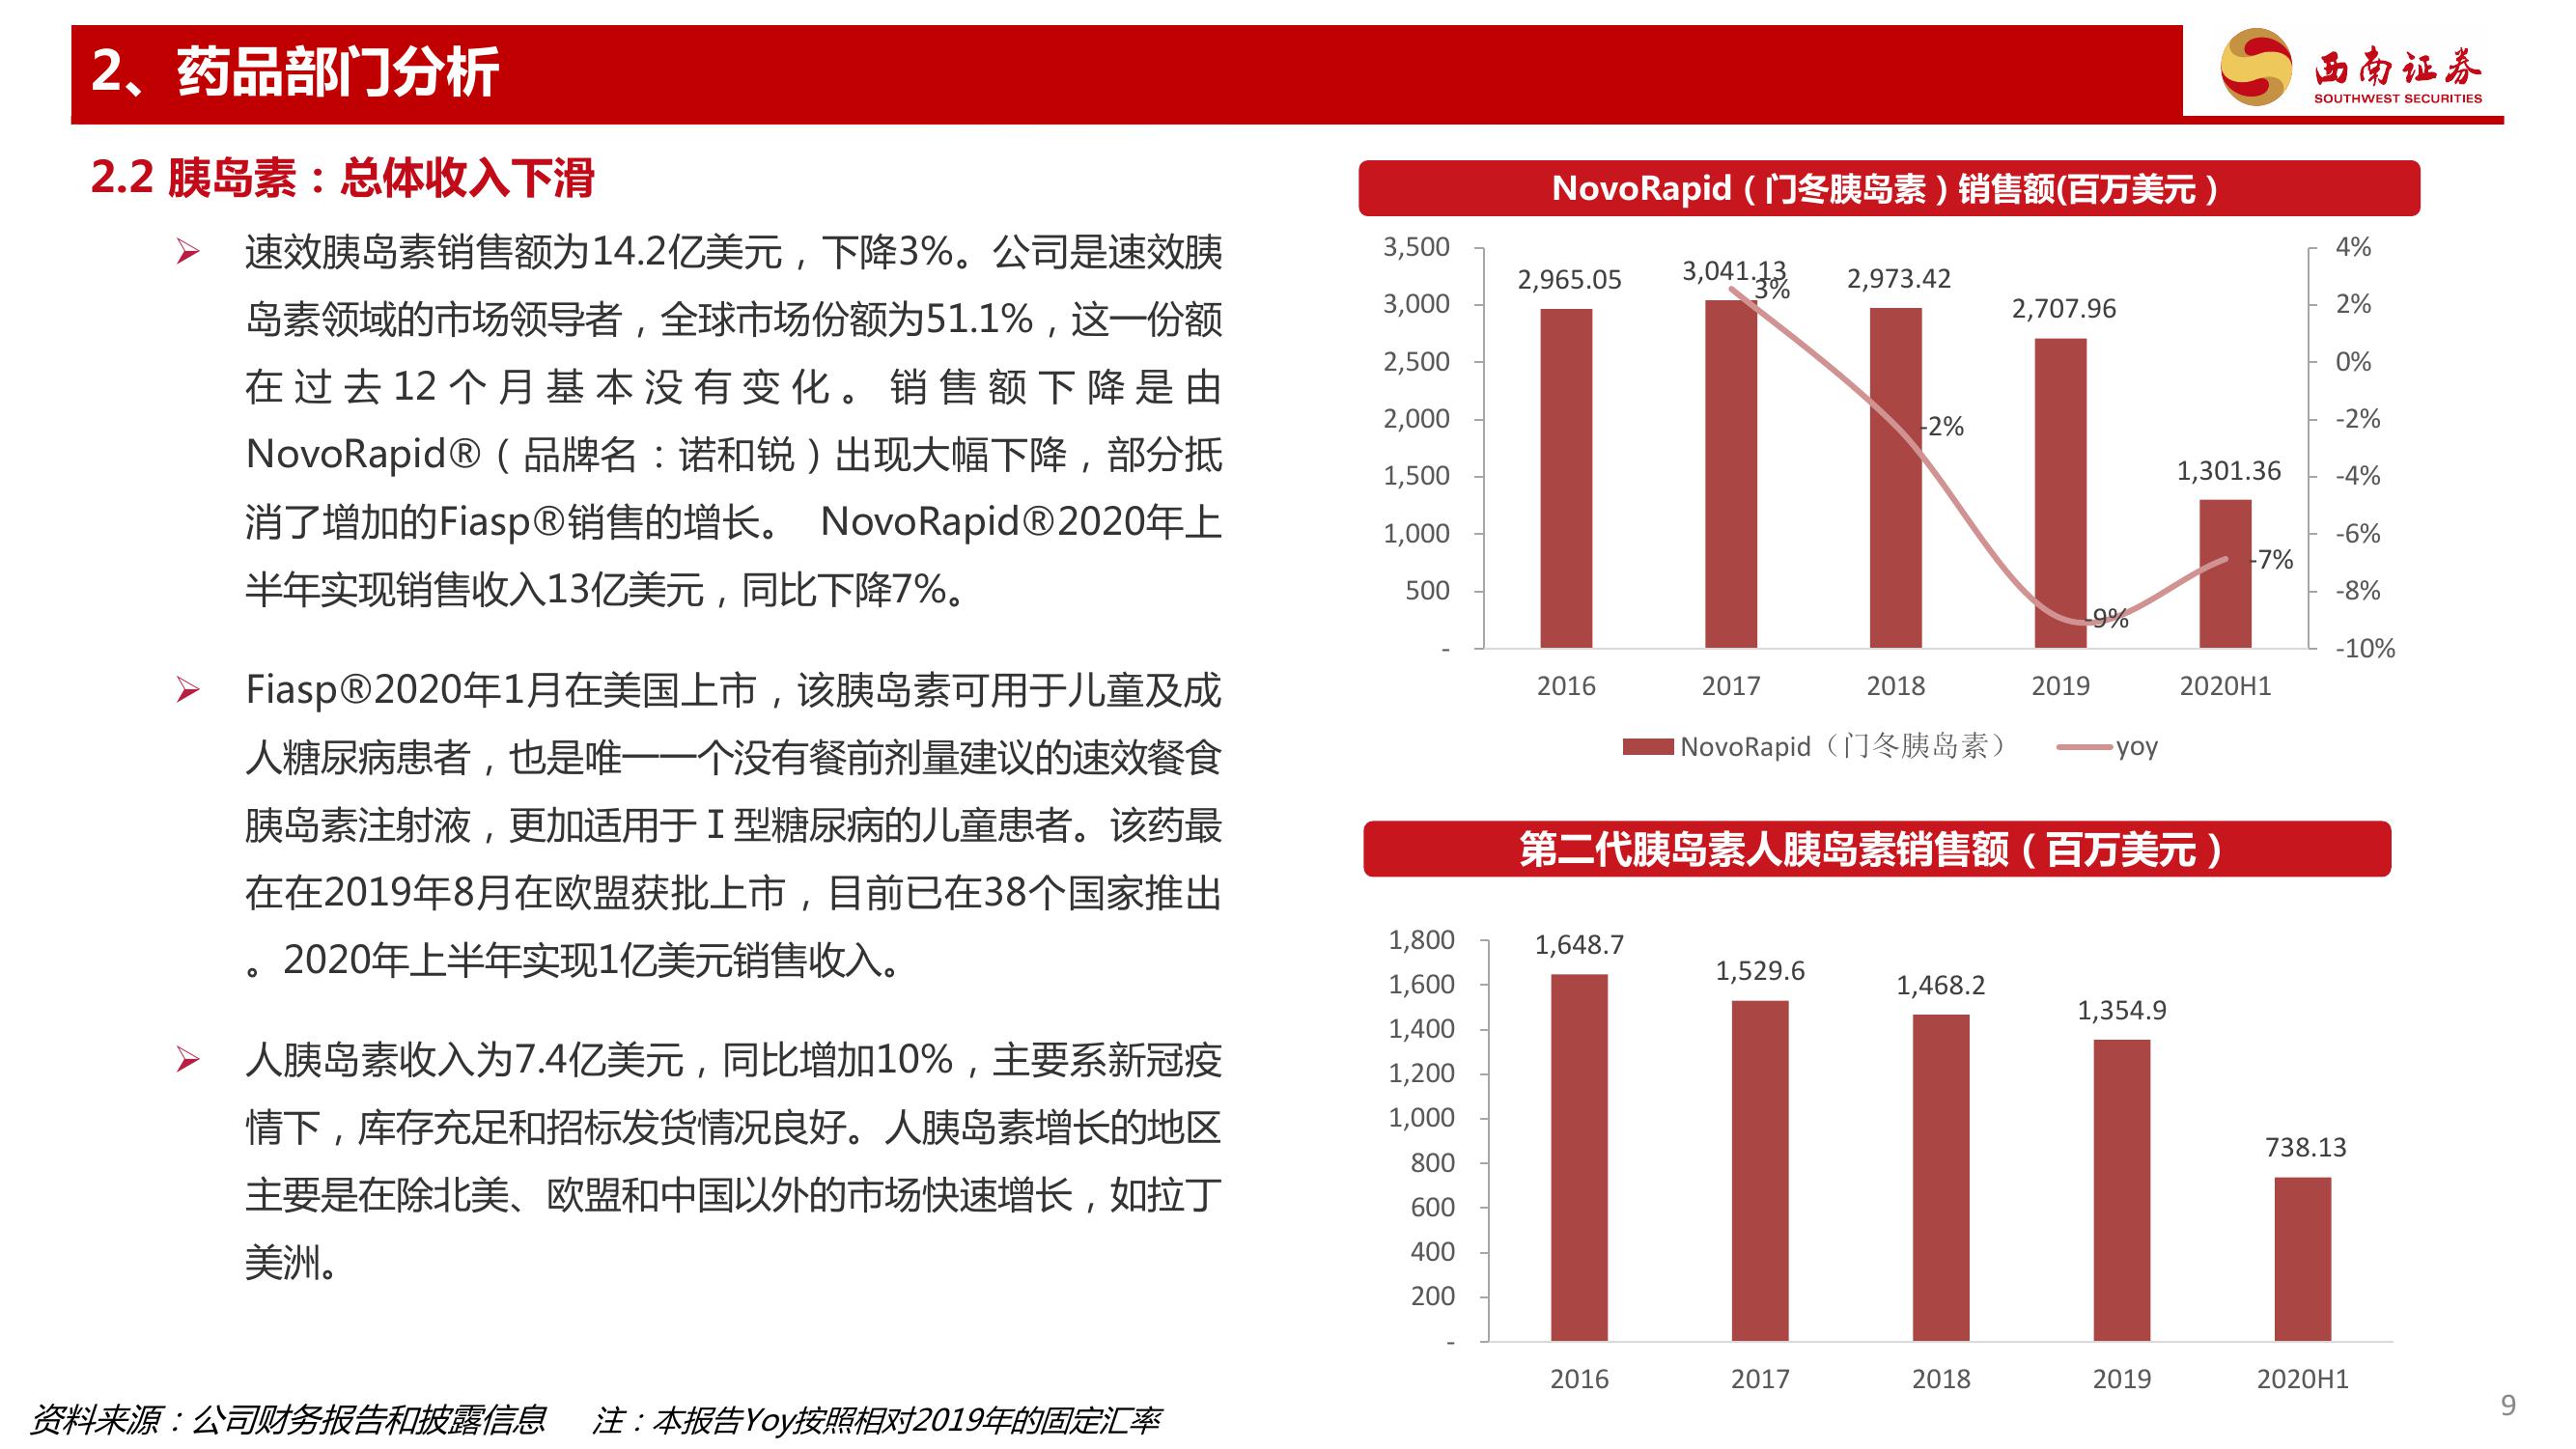 2、药品部门分析
西南证券
SOUTHWEST SECURITIES
2.2 胰岛素：总体收入下滑
➢ 速效胰岛素销售额为14.2亿美元，下降3%。公司是速效胰
岛素领域的市场领导者，全球市场份额为51.1%，这一份额
在过去12个月基本没有变化。销售额下降是由
NovoRapid®（品牌名：诺和锐）出现大幅下降，部分抵
消了增加的Fiasp®销售的增长。 NovoRapid®2020年上
半年实现销售收入13亿美元，同比下降7%。
➢ Fiasp®2020年1月在美国上市，该胰岛素可用于儿童及成
人糖尿病患者，也是唯一一个没有餐前剂量建议的速效餐食
胰岛素注射液，更加适用于Ⅰ型糖尿病的儿童患者。该药最
在在2019年8月在欧盟获批上市，目前已在38个国家推出
。2020年上半年实现1亿美元销售收入。
➢ 人胰岛素收入为7.4亿美元，同比增加10%，主要系新冠疫
情下，库存充足和招标发货情况良好。人胰岛素增长的地区
主要是在除北美、欧盟和中国以外的市场快速增长，如拉丁
美洲。
NovoRapid（门冬胰岛素）销售额(百万美元）
3,500
3,000
2,500
2,000
1,500
1,000
500
-
2,965.05
3,041.13
2,973.42
2,707.96
1,301.36
3%
-2%
-9%
-7%
4%
2%
0%
-2%
-4%
-6%
-8%
-10%
2016 2017 2018 2019 2020H1
NovoRapid（门冬胰岛素） yoy
第二代胰岛素人胰岛素销售额（百万美元）
1,800
1,600
1,400
1,200
1,000
800
600
400
200
-
1,648.7
1,529.6
1,468.2
1,354.9
738.13
2016 2017 2018 2019 2020H1
资料来源：公司财务报告和披露信息 注：本报告Yoy按照相对2019年的固定汇率
9